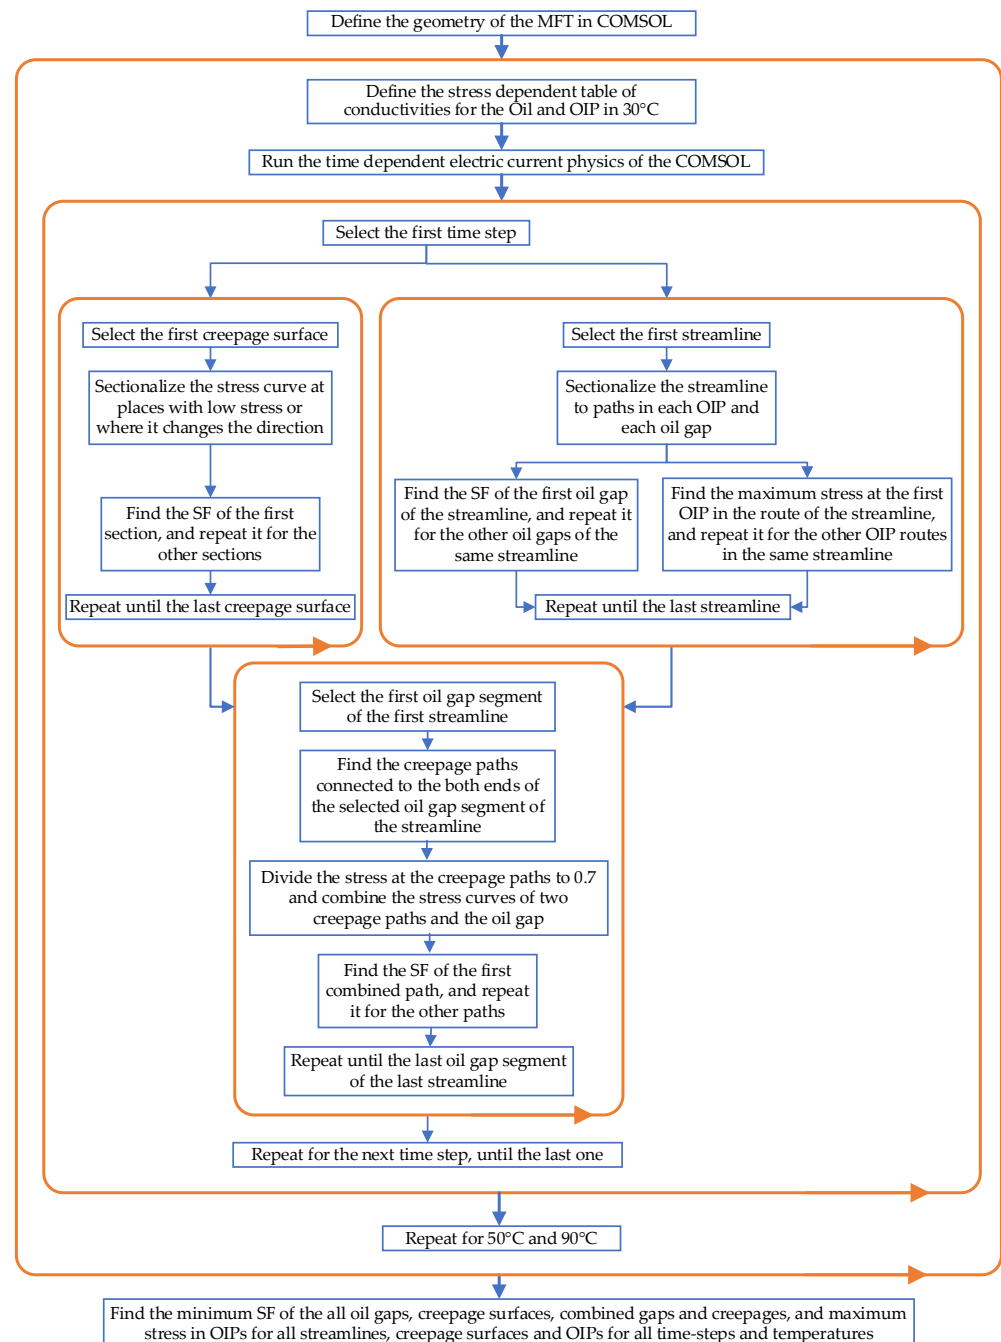 Define the geometry of the MFT in COMSOL
Define the stress dependent table of
conductivities for the Oil and OIP in 30°C
Run the time dependent electric current physics of the COMSOL
Select the first time step
Select the first creepage surface
Sectionalize the stress curve at
places with low stress or
where it changes the direction
Find the SF of the first
section, and repeat it for the
other sections
Repeat until the last creepage surface
Select the first streamline
Sectionalize the streamline
to paths in each OIP and
each oil gap
Find the SF of the first oil gap
of the streamline, and repeat it
for the other oil gaps of the
same streamline
Find the maximum stress at the first
OIP in the route of the streamline,
and repeat it for the other OIP routes
in the same streamline
Repeat until the last streamline
Select the first oil gap segment
of the first streamline
Find the creepage paths
connected to the both ends of
the selected oil gap segment of
the streamline
Divide the stress at the creepage paths to 0.7
and combine the stress curves of two
creepage paths and the oil gap
Find the SF of the first
combined path, and repeat
it for the other paths
Repeat until the last oil gap segment
of the last streamline
Repeat for the next time step, until the last one
Repeat for 50°C and 90°C
Find the minimum SF of the all oil gaps, creepage surfaces, combined gaps and creepages, and maximum
stress in OIPs for all streamlines, creepage surfaces and OIPs for all time-steps and temperatures